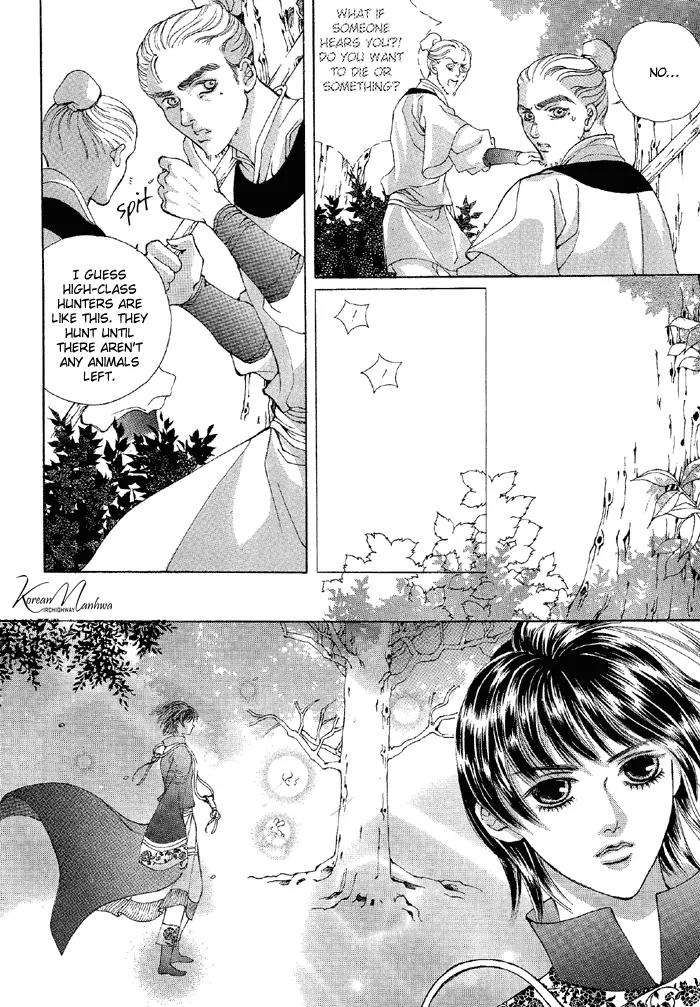 WHAT IF
SOMEONE
HEARS YOU?!
DO YOU WANT
TO DIE OR
SOMETHING?
NO...
spit
I GUESS
HIGH-CLASS
HUNTERS ARE
LIKE THIS. THEY
HUNT UNTIL
THERE AREN'T
ANY ANIMALS
LEFT.
Korean Manhwa
IRCHIGHWAY